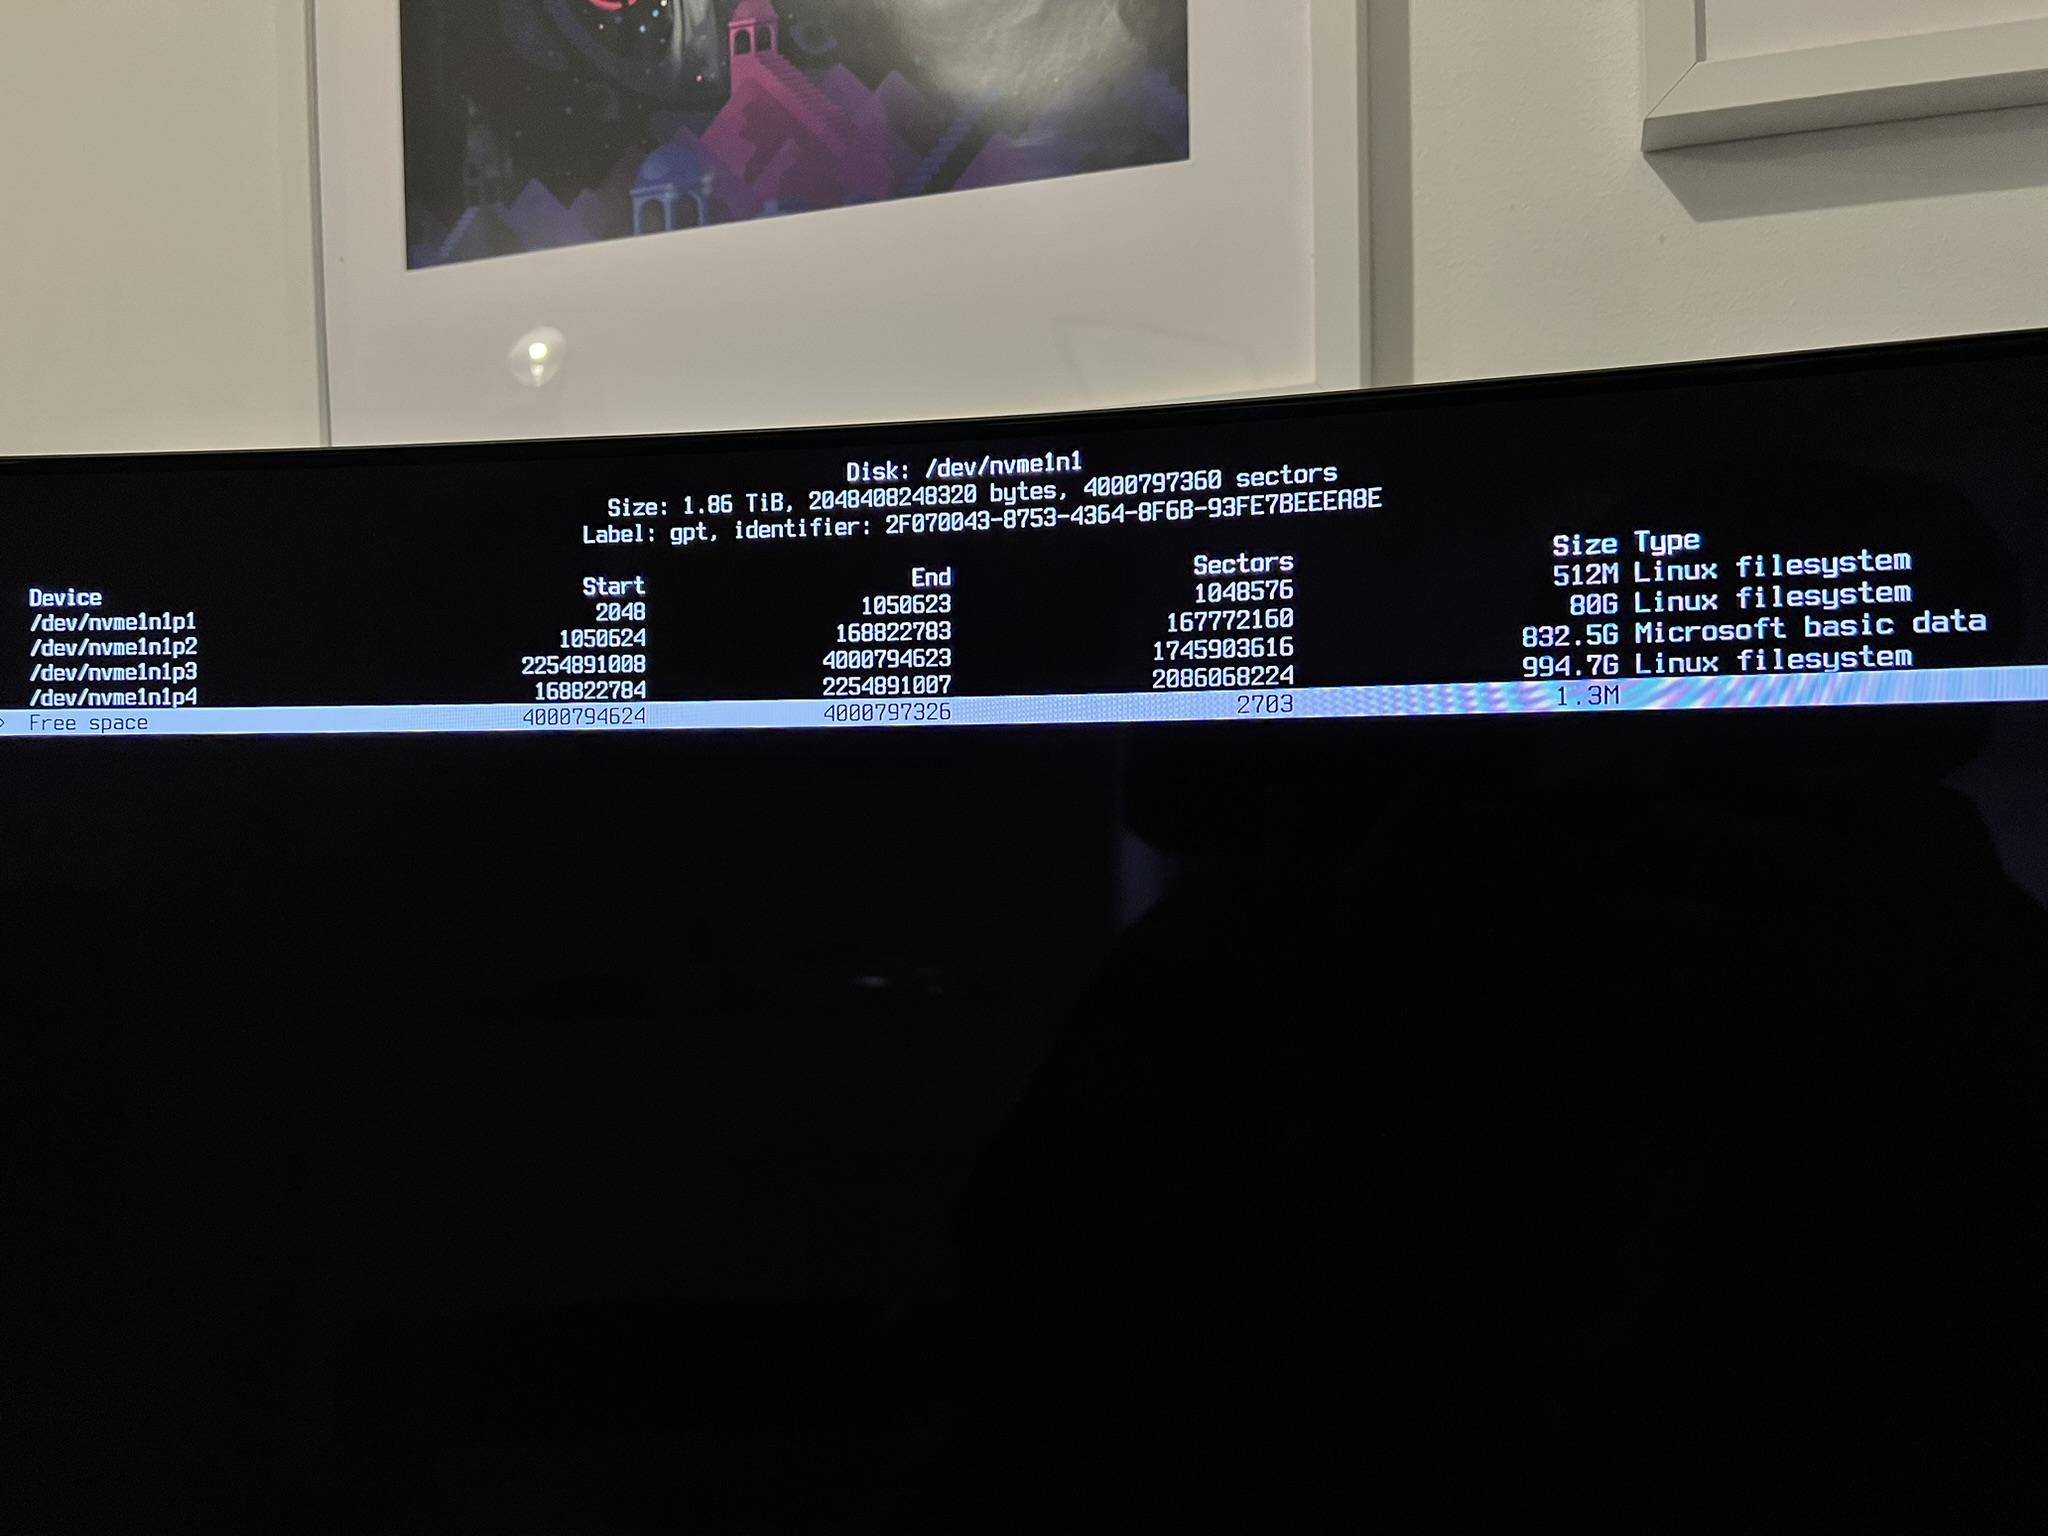 Disk: /dev/nvme1n1
Size: 1.86 TiB, 2048408248320 bytes, 4000797360 sectors
Label: gpt, identifier: 2F070043-8753-4364-8F6B-93FE7BEEEA8E
Device Start End Sectors Size Type
/dev/nvme1n1p1 2048 1050623 1048576 512M Linux filesystem
/dev/nvme1n1p2 1050624 168822783 167772160 80G Linux filesystem
/dev/nvme1n1p3 2254891008 4000794623 1745903616 832.5G Microsoft basic data
/dev/nvme1n1p4 168822784 2254891007 2086068224 994.7G Linux filesystem
> Free space 4000794624 4000797326 2703 1.3M